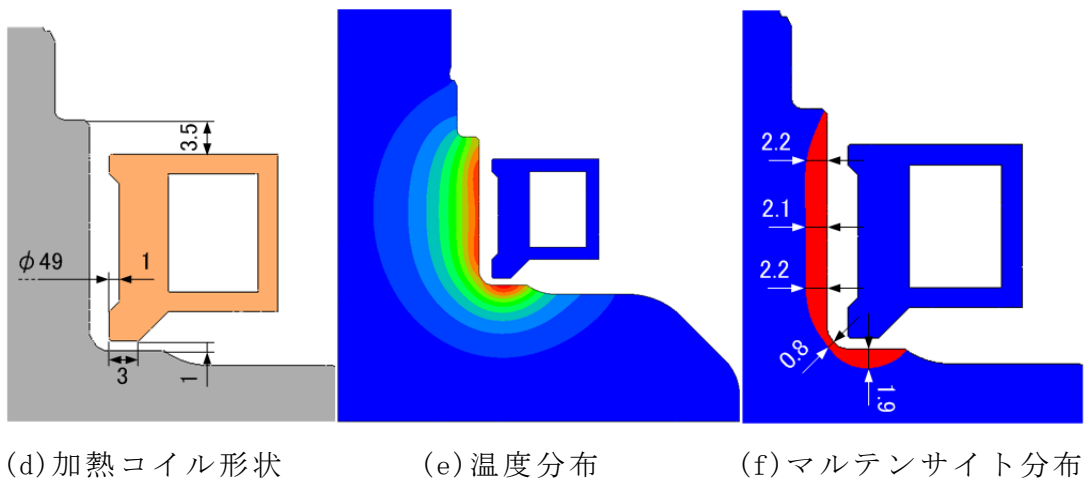 3.5
φ49
1
3
1
2.2
2.1
2.2
0.8
1.9
(d)加熱コイル形状
(e)温度分布
(f)マルテンサイト分布